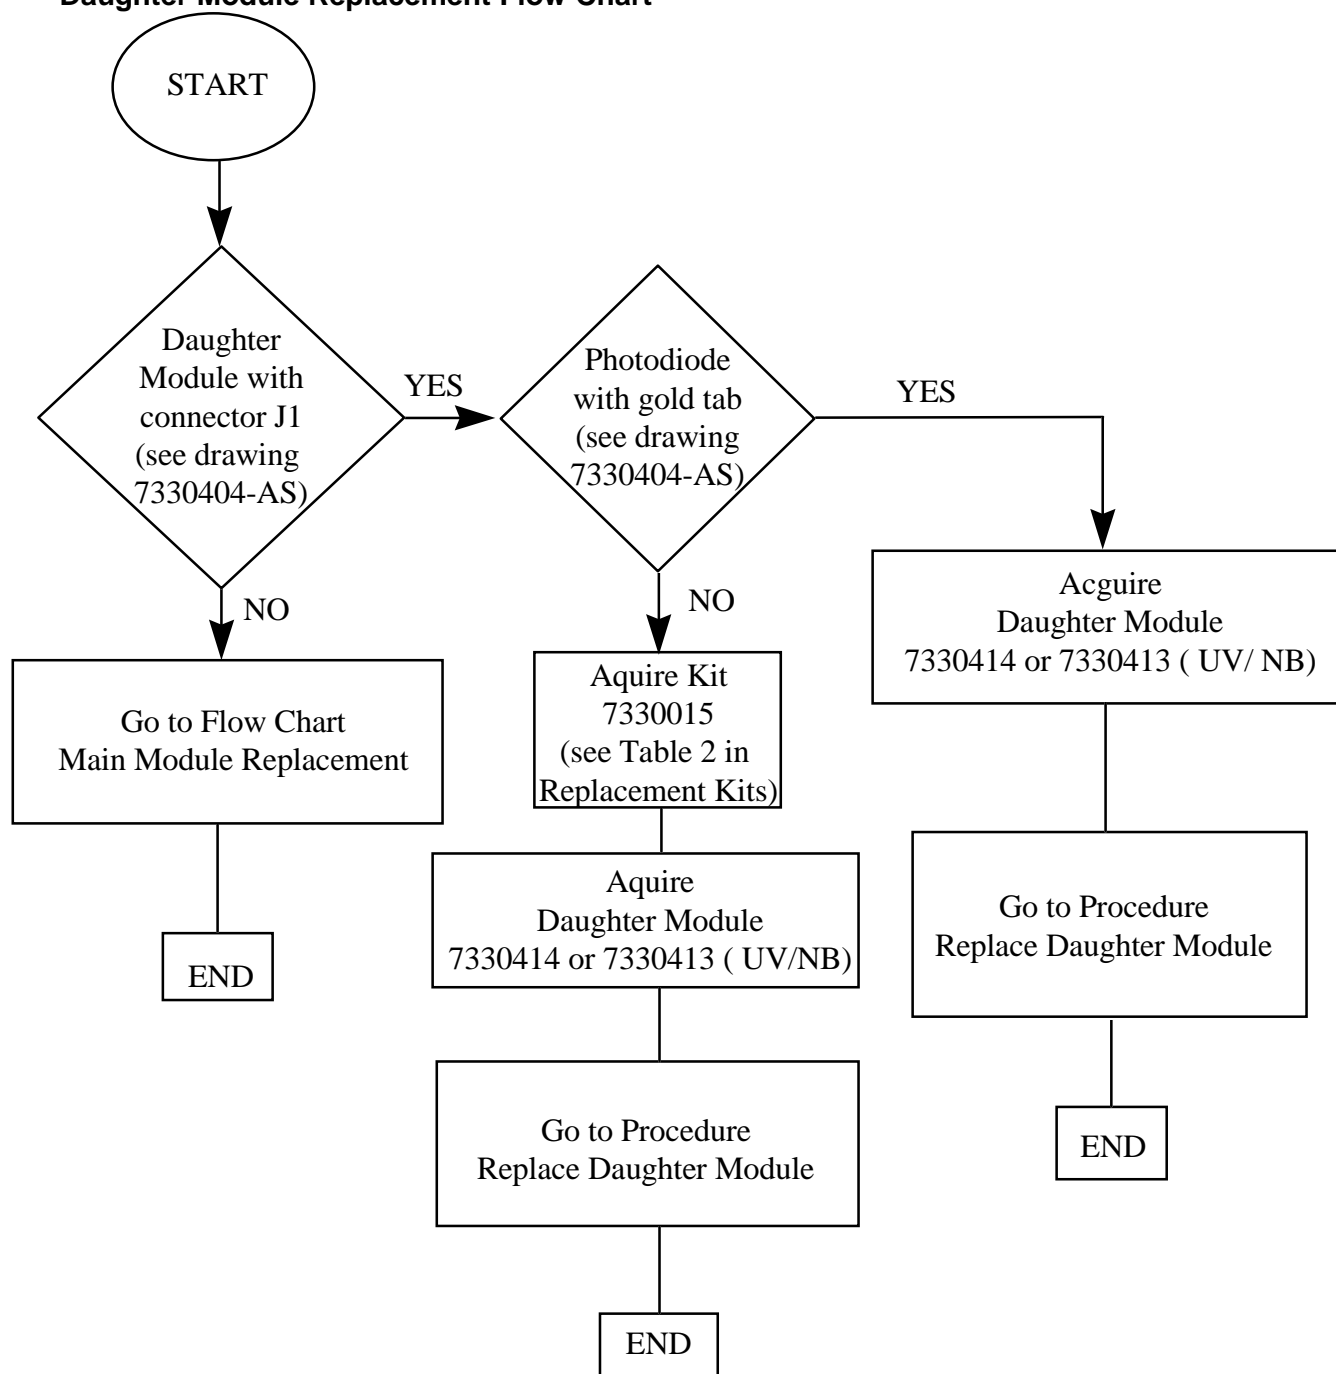 Daughter Module Replacement Flow Chart
START
Daughter
Module with
connector J1
(see drawing
7330404-AS)
YES
NO
Photodiode
with gold tab
(see drawing
7330404-AS)
YES
NO
Go to Flow Chart
Main Module Replacement
END
Aquire Kit
7330015
(see Table 2 in
Replacement Kits)
Aquire
Daughter Module
7330414 or 7330413 ( UV/NB)
Go to Procedure
Replace Daughter Module
END
Acguire
Daughter Module
7330414 or 7330413 ( UV/ NB)
Go to Procedure
Replace Daughter Module
END